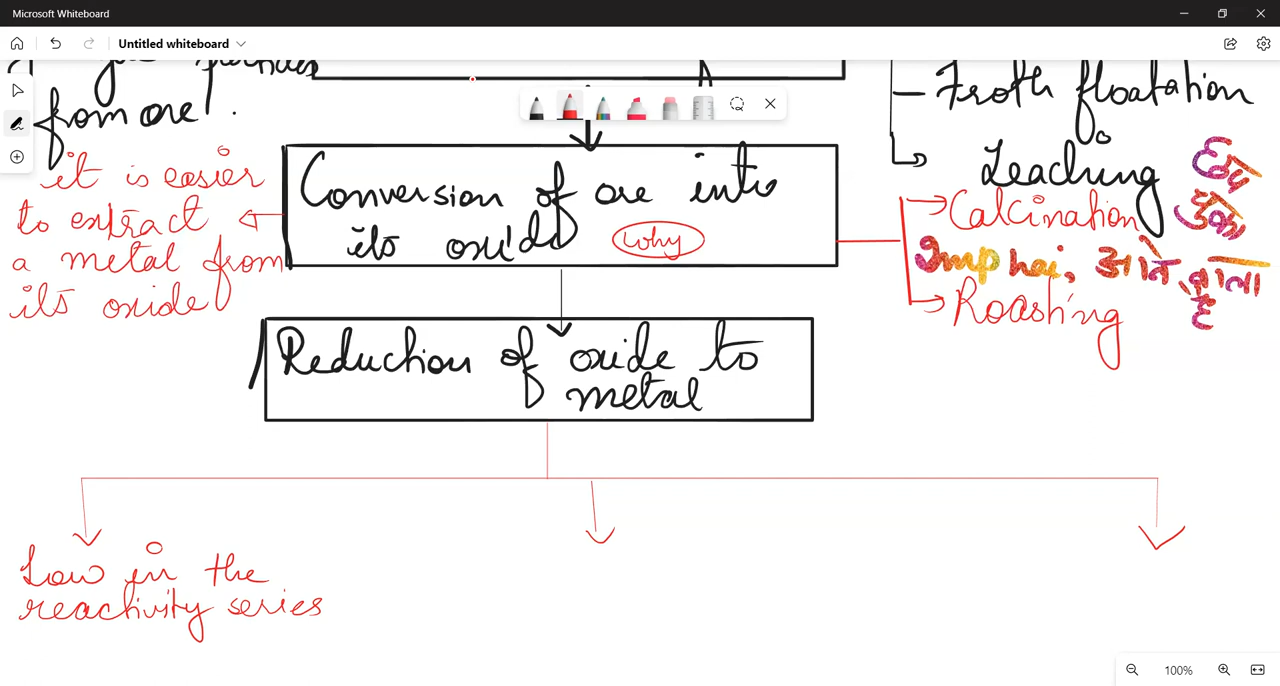 Microsoft Whiteboard
Untitled whiteboard
from ore.
Froth floatation
Leaching
it is easier
to extract
a metal from
its oxide
Conversion of ore into
its oxide
why
Calcination
Imp hai,
Roasting
Reduction of oxide to
metal
Low in the
reactivity series
100%